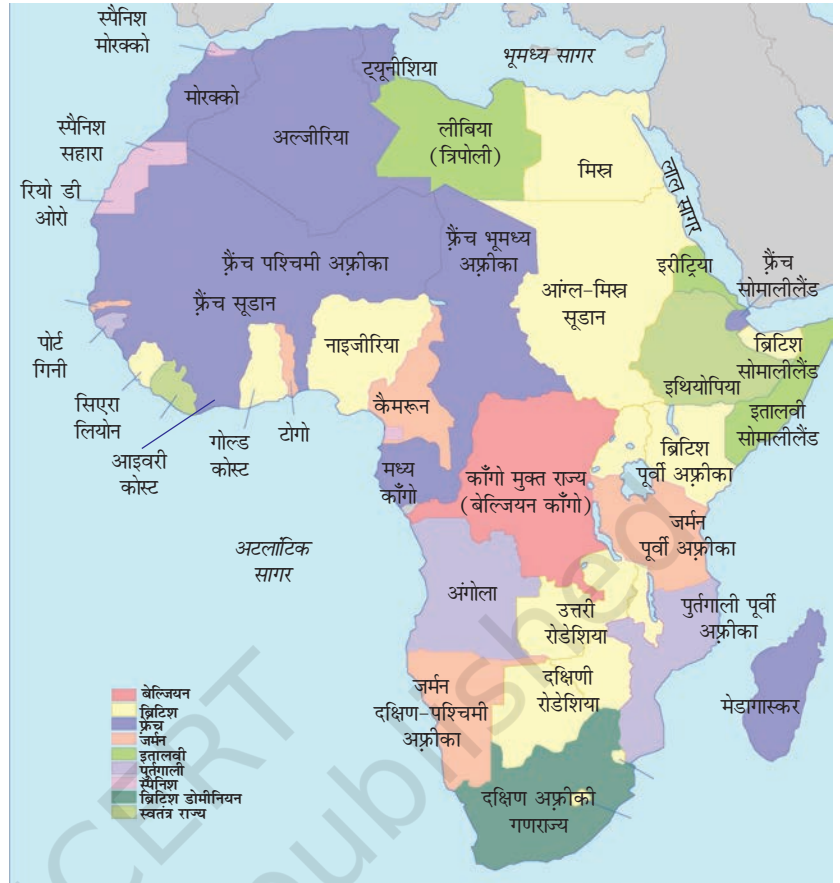 स्पैनिश
मोरक्को
ट्यूनीशिया
भूमध्य सागर
मोरक्को
स्पैनिश
सहारा
अल्जीरिया
लीबिया
(त्रिपोली)
मिस्र
लाल सागर
रियो डी
ओरो
फ़्रैंच पश्चिमी अफ़्रीका
फ़्रैंच भूमध्य
अफ़्रीका
इरीट्रिया
फ़्रैंच
सोमालीलैंड
फ़्रैंच सूडान
आंग्ल-मिस्र
सूडान
पोर्ट
गिनी
नाइजीरिया
ब्रिटिश
सोमालीलैंड
इथियोपिया
सिएरा
लियोन
कैमरून
इतालवी
सोमालीलैंड
आइवरी
कोस्ट
गोल्ड
कोस्ट
टोगो
मध्य
काँगो
काँगो मुक्त राज्य
(बेल्जियन काँगो)
ब्रिटिश
पूर्वी अफ़्रीका
जर्मन
पूर्वी अफ़्रीका
अटलांटिक
सागर
अंगोला
उत्तरी
रोडेशिया
पुर्तगाली पूर्वी
अफ़्रीका
जर्मन
दक्षिण-पश्चिमी
अफ़्रीका
दक्षिणी
रोडेशिया
मेडागास्कर
दक्षिण अफ़्रीकी
गणराज्य
बेल्जियन
ब्रिटिश
फ़्रैंच
जर्मन
इतालवी
पुर्तगाली
स्पैनिश
ब्रिटिश डोमीनियन
स्वतंत्र राज्य
CERT
published